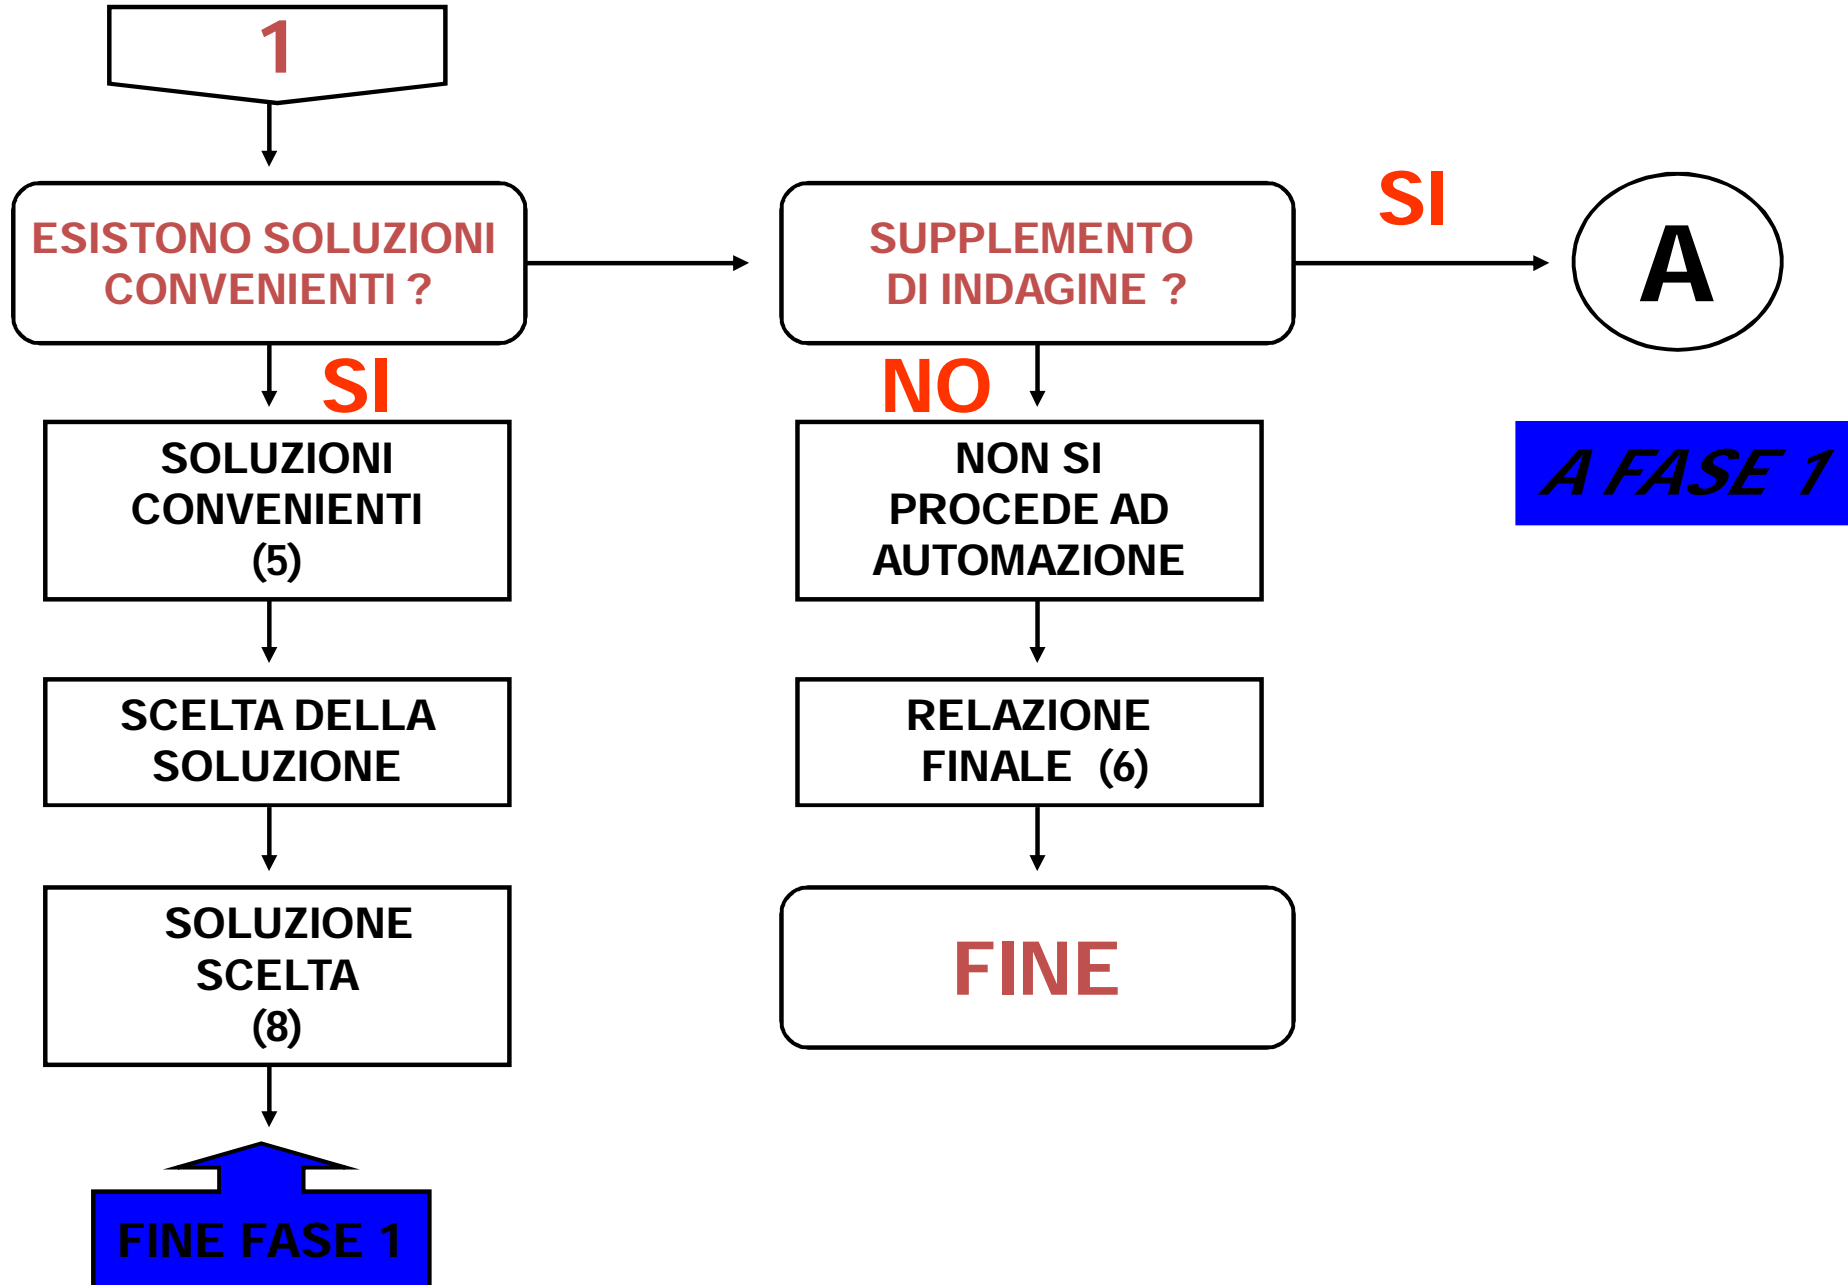 1
ESISTONO SOLUZIONI
CONVENIENTI ?
SUPPLEMENTO
DI INDAGINE ?
SI
A
SI
NO
SOLUZIONI
CONVENIENTI
(5)
NON SI
PROCEDE AD
AUTOMAZIONE
A FASE 1
SCELTA DELLA
SOLUZIONE
RELAZIONE
FINALE (6)
SOLUZIONE
SCELTA
(8)
FINE
FINE FASE 1